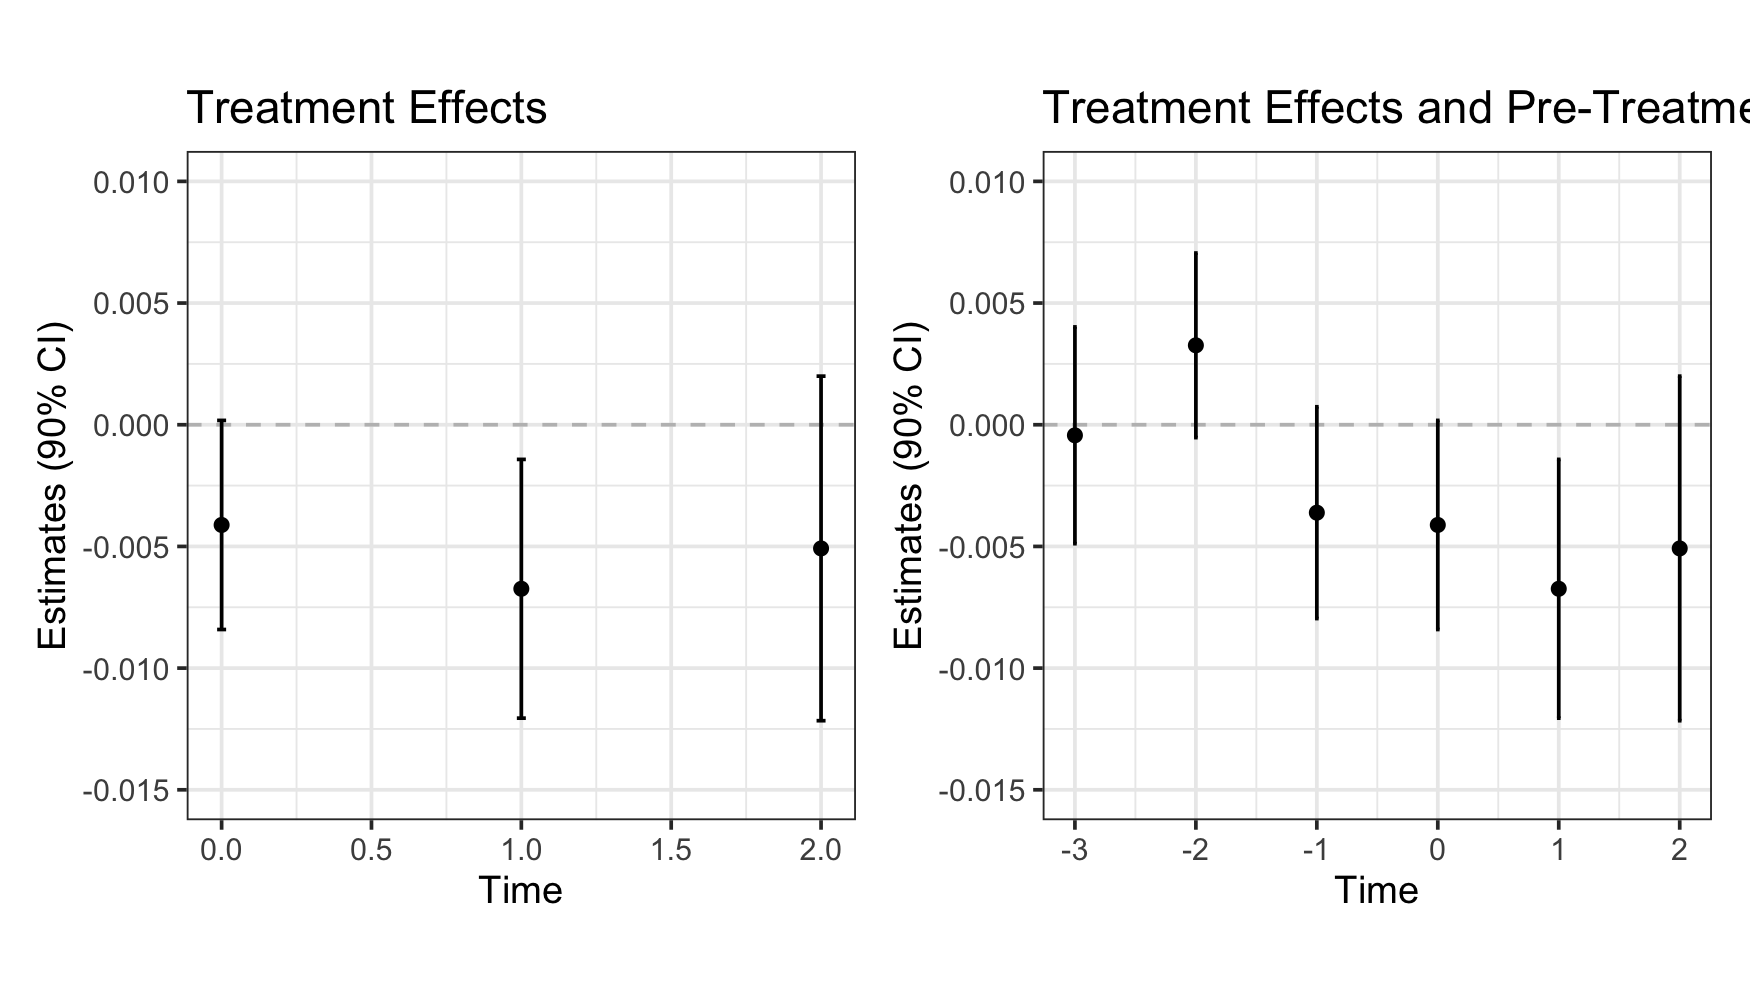 Treatment Effects
Estimates (90% CI)
0.010
0.005
0.000
-0.005
-0.010
-0.015
0.0 0.5 1.0 1.5 2.0
Time
Treatment Effects and Pre-Treatme
Estimates (90% CI)
0.010
0.005
0.000
-0.005
-0.010
-0.015
-3 -2 -1 0 1 2
Time